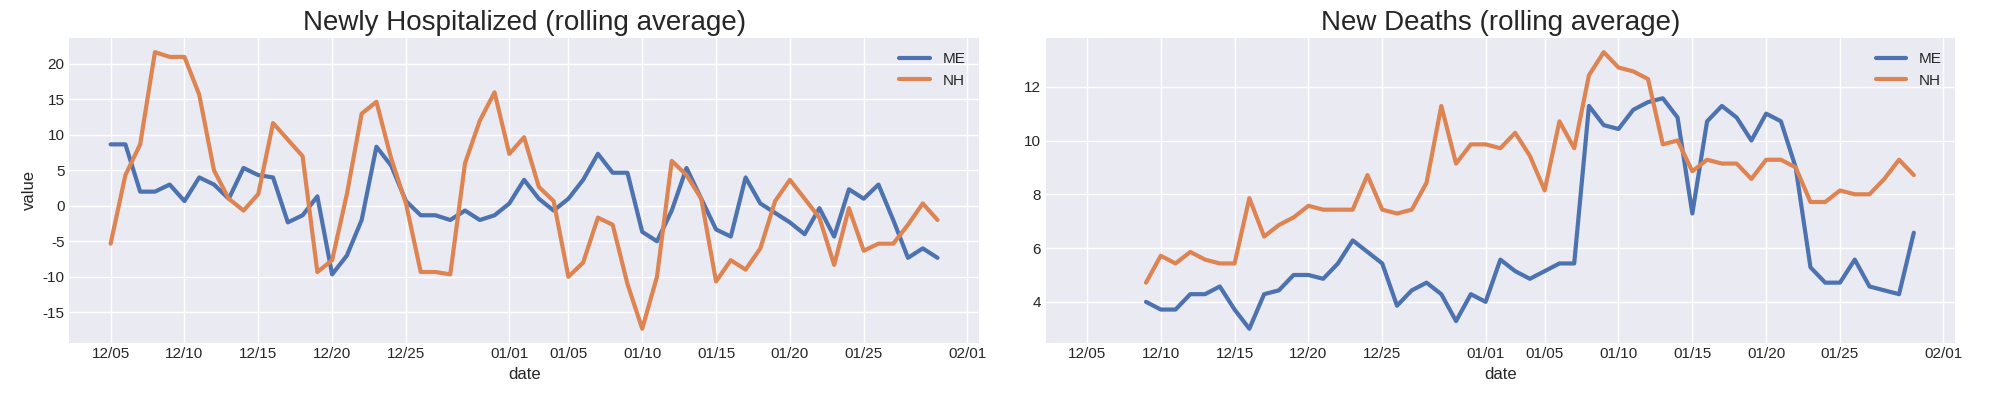 Newly Hospitalized (rolling average)
ME
NH
20
15
10
5
0
-5
-10
-15
value
12/05 12/10 12/15 12/20 12/25 01/01 01/05 01/10 01/15 01/20 01/25 02/01
date
New Deaths (rolling average)
ME
NH
12
10
8
6
4
12/05 12/10 12/15 12/20 12/25 01/01 01/05 01/10 01/15 01/20 01/25 02/01
date